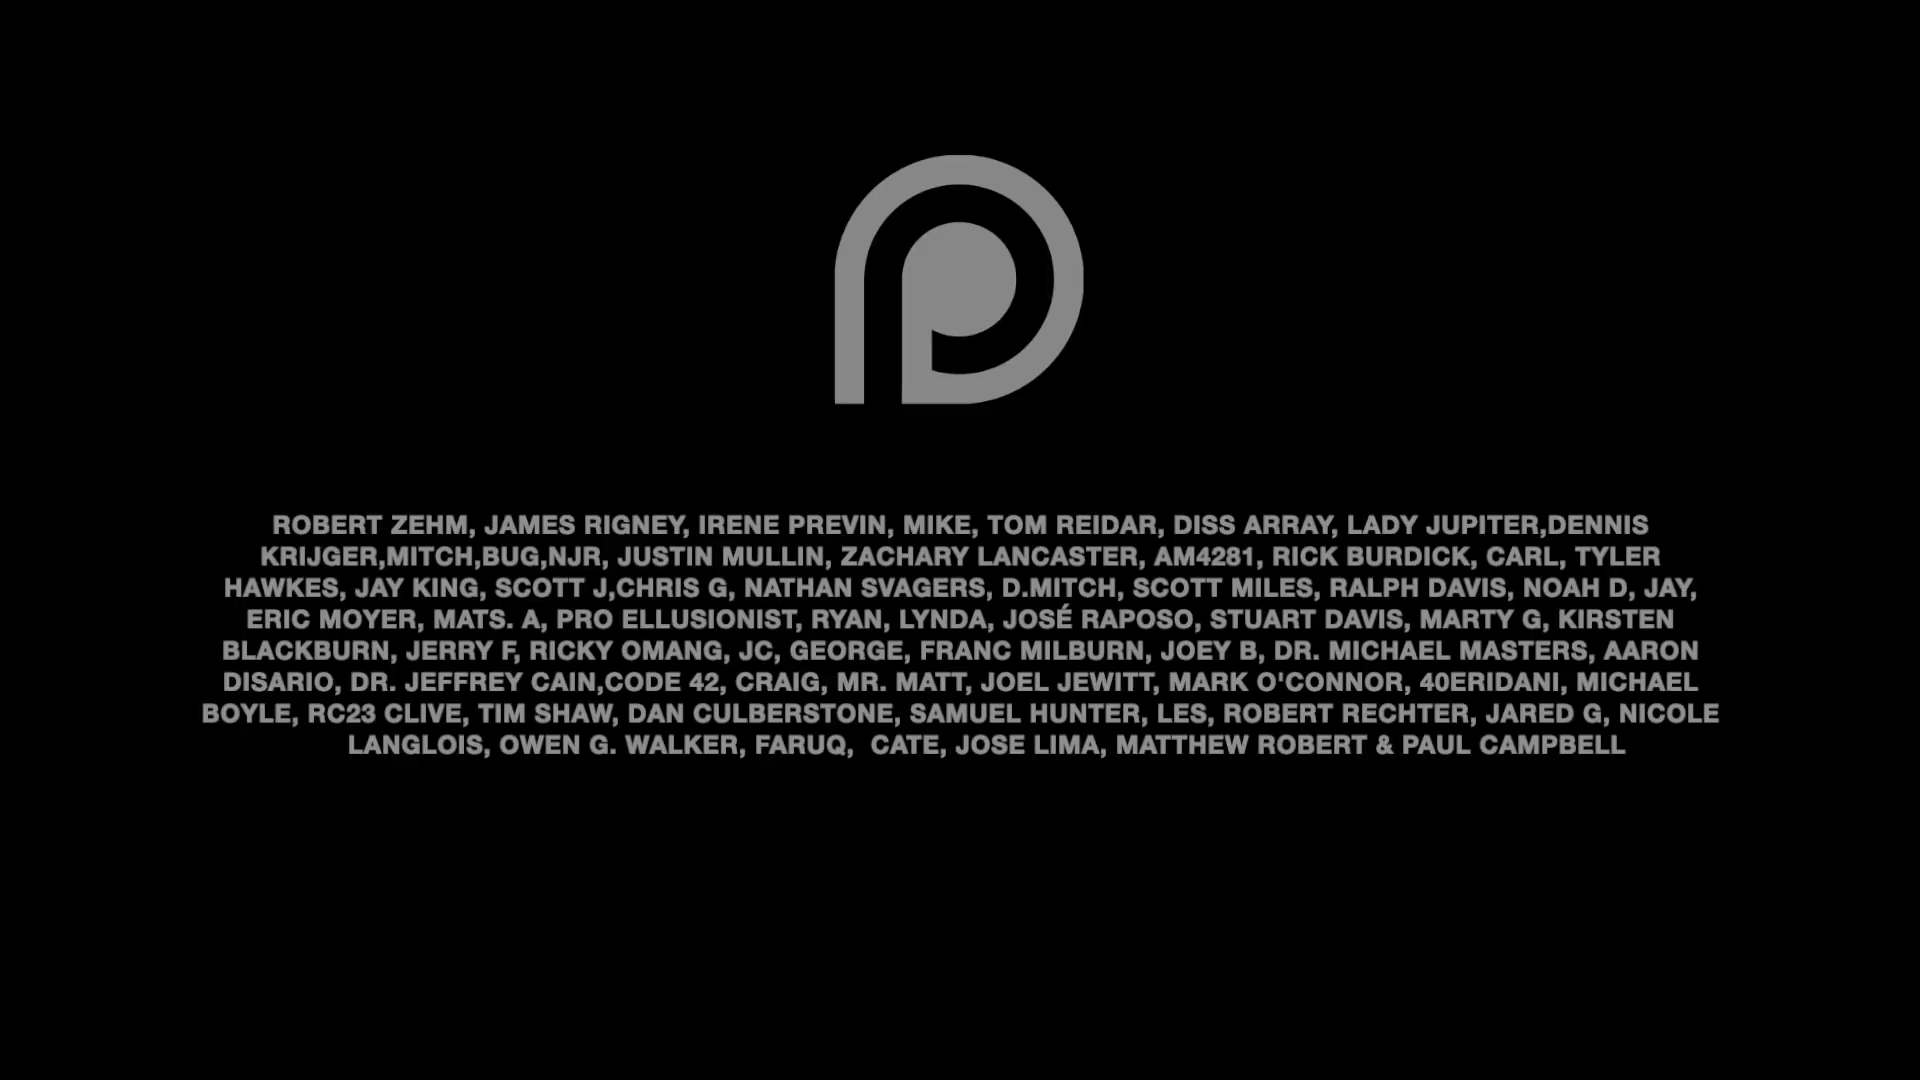 ROBERT ZEHM, JAMES RIGNEY, IRENE PREVIN, MIKE, TOM REIDAR, DISS ARRAY, LADY JUPITER,DENNIS
KRIJGER,MITCH,BUG,NJR, JUSTIN MULLIN, ZACHARY LANCASTER, AM4281, RICK BURDICK, CARL, TYLER
HAWKES, JAY KING, SCOTT J,CHRIS G, NATHAN SVAGERS, D.MITCH, SCOTT MILES, RALPH DAVIS, NOAH D, JAY,
ERIC MOYER, MATS. A, PRO ELLUSIONIST, RYAN, LYNDA, JOSÉ RAPOSO, STUART DAVIS, MARTY G, KIRSTEN
BLACKBURN, JERRY F, RICKY OMANG, JC, GEORGE, FRANC MILBURN, JOEY B, DR. MICHAEL MASTERS, AARON
DISARIO, DR. JEFFREY CAIN,CODE 42, CRAIG, MR. MATT, JOEL JEWITT, MARK O'CONNOR, 40ERIDANI, MICHAEL
BOYLE, RC23 CLIVE, TIM SHAW, DAN CULBERSTONE, SAMUEL HUNTER, LES, ROBERT RECHTER, JARED G, NICOLE
LANGLOIS, OWEN G. WALKER, FARUQ,  CATE, JOSE LIMA, MATTHEW ROBERT & PAUL CAMPBELL